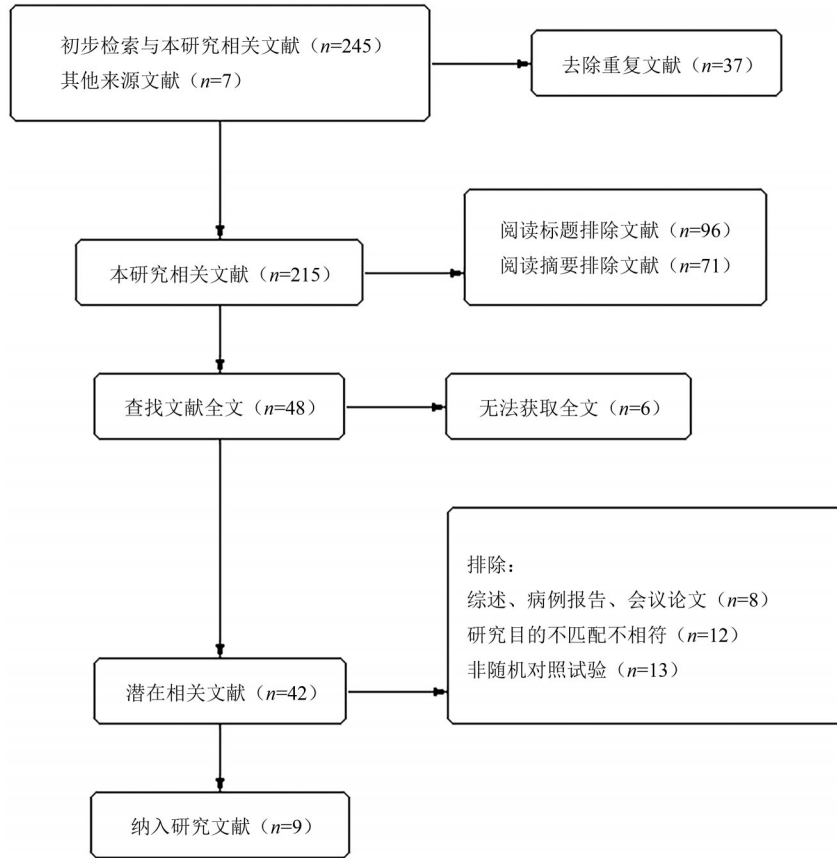 初步检索与本研究相关文献（n=245）
其他来源文献（n=7）
去除重复文献（n=37）
本研究相关文献（n=215）
阅读标题排除文献（n=96）
阅读摘要排除文献（n=71）
查找文献全文（n=48）
无法获取全文（n=6）
排除：
综述、病例报告、会议论文（n=8）
研究目的不匹配不相符（n=12）
非随机对照试验（n=13）
潜在相关文献（n=42）
纳入研究文献（n=9）